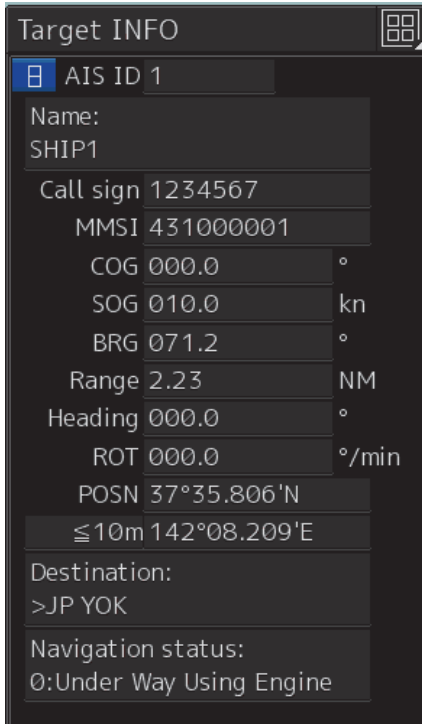 Target INFO
AIS ID 1
Name:
SHIP1
Call sign 1234567
MMSI 431000001
COG 000.0 °
SOG 010.0 kn
BRG 071.2 °
Range 2.23 NM
Heading 000.0 °
ROT 000.0 °/min
POSN 37°35.806'N
≦10m 142°08.209'E
Destination:
>JP YOK
Navigation status:
0:Under Way Using Engine